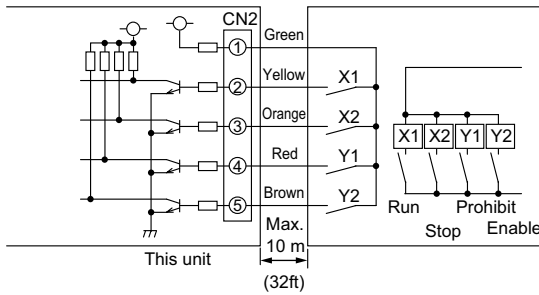 CN2
Green
1
Yellow
2
X1
Orange
3
X2
Red
4
Y1
Brown
5
Y2
X1 X2 Y1 Y2
Run
Stop
Prohibit
Enable
This unit
Max.
10 m
(32ft)